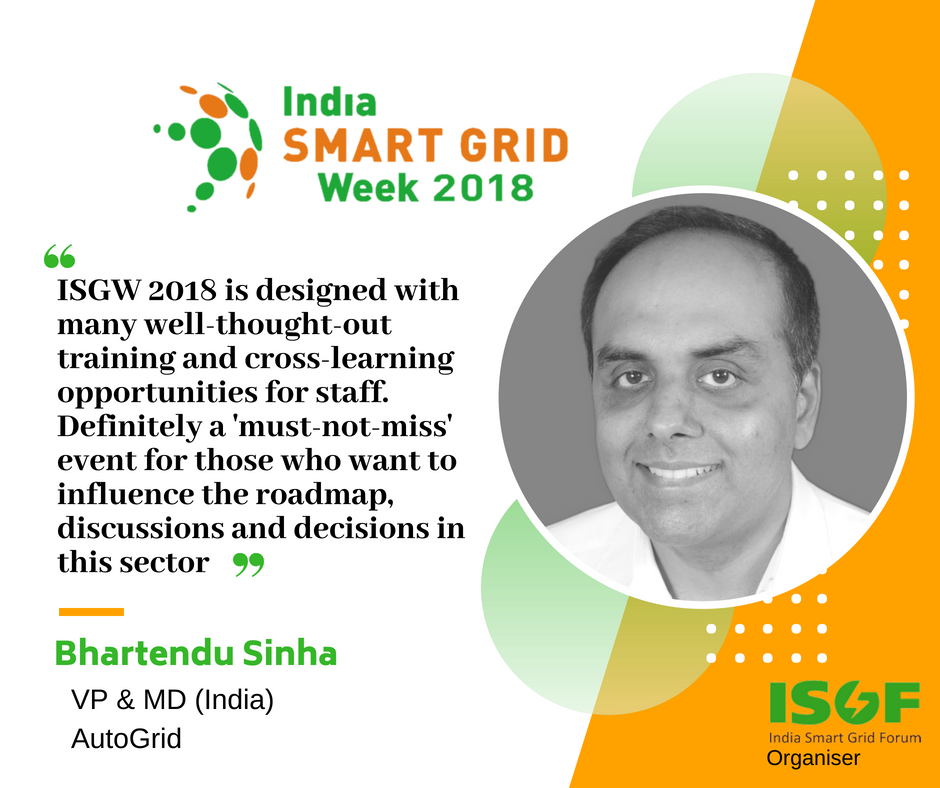 India
SMART GRID
Week 2018
“
ISGW 2018 is designed with
many well-thought-out
training and cross-learning
opportunities for staff.
Definitely a 'must-not-miss'
event for those who want to
influence the roadmap,
discussions and decisions in
this sector ”
Bhartendu Sinha
VP & MD (India)
AutoGrid
ISGF
India Smart Grid Forum
Organiser